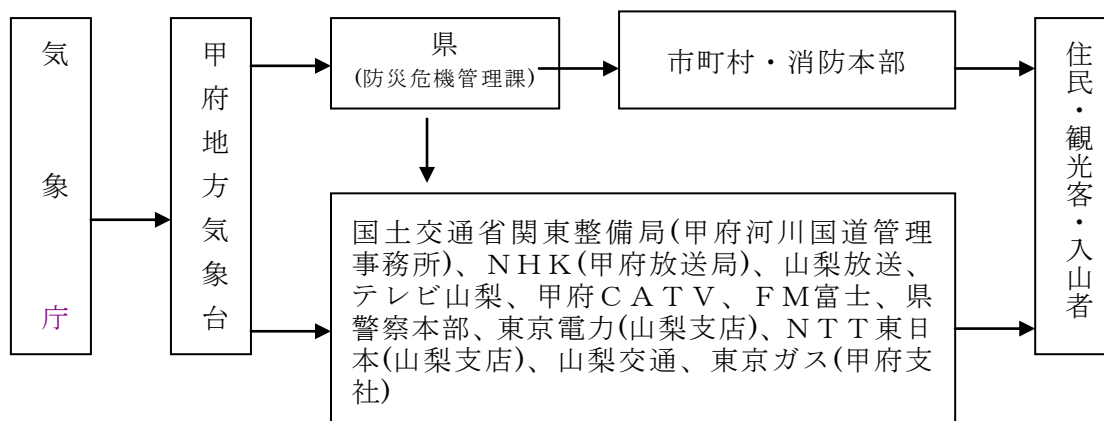 気象庁
甲府地方気象台
県
(防災危機管理課)
市町村・消防本部
国土交通省関東整備局(甲府河川国道管理
事務所)、ＮＨＫ(甲府放送局)、山梨放送、
テレビ山梨、甲府ＣＡＴＶ、ＦＭ富士、県
警察本部、東京電力(山梨支店)、ＮＴＴ東日
本(山梨支店)、山梨交通、東京ガス(甲府支
社)
住民・観光客・入山者